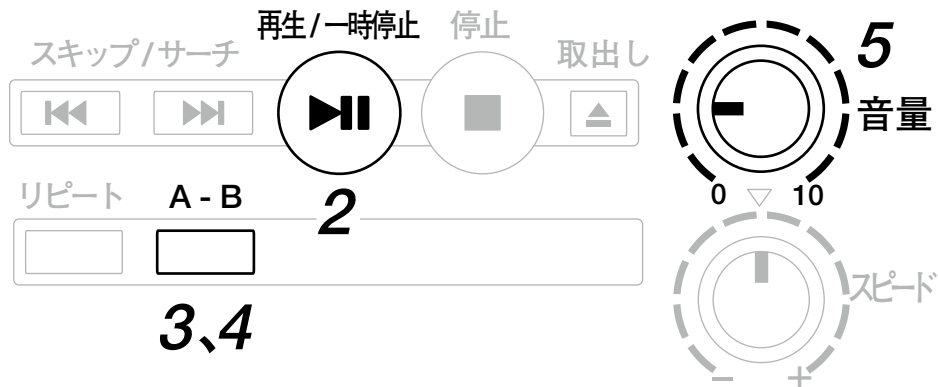 再生/一時停止
停止
スキップ/サーチ
取出し
5
音量
リピート
A - B
2
0
10
3、4
スピード
−
+